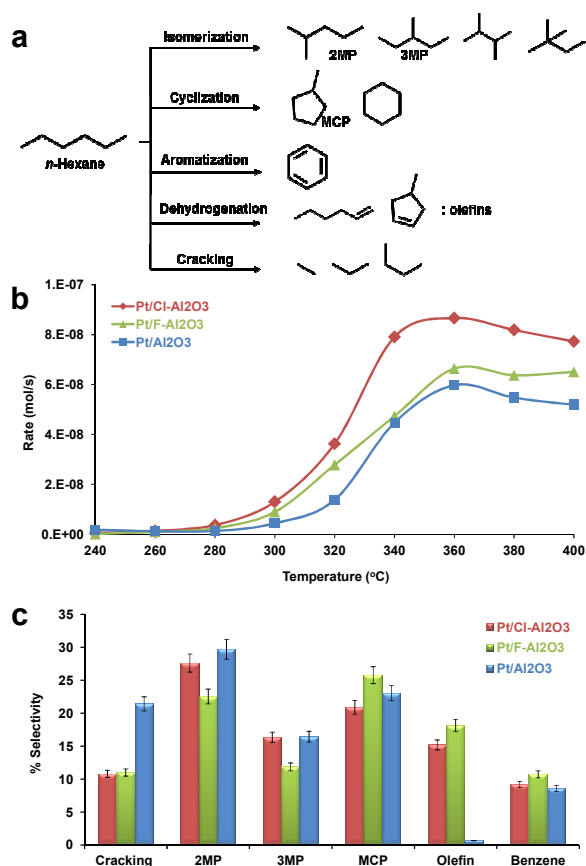 a
Isomerization
2MP
3MP
Cyclization
MCP
n-Hexane
Aromatization
Dehydrogenation
: olefins
Cracking
b
1.E-07
Pt/Cl-Al2O3
Pt/F-Al2O3
Pt/Al2O3
8.E-08
6.E-08
4.E-08
2.E-08
0.E+00
Rate (mol/s)
240 260 280 300 320 340 360 380 400
Temperature (oC)
c
35
30
25
20
15
10
5
0
% Selectivity
Pt/Cl-Al2O3
Pt/F-Al2O3
Pt/Al2O3
Cracking 2MP 3MP MCP Olefin Benzene